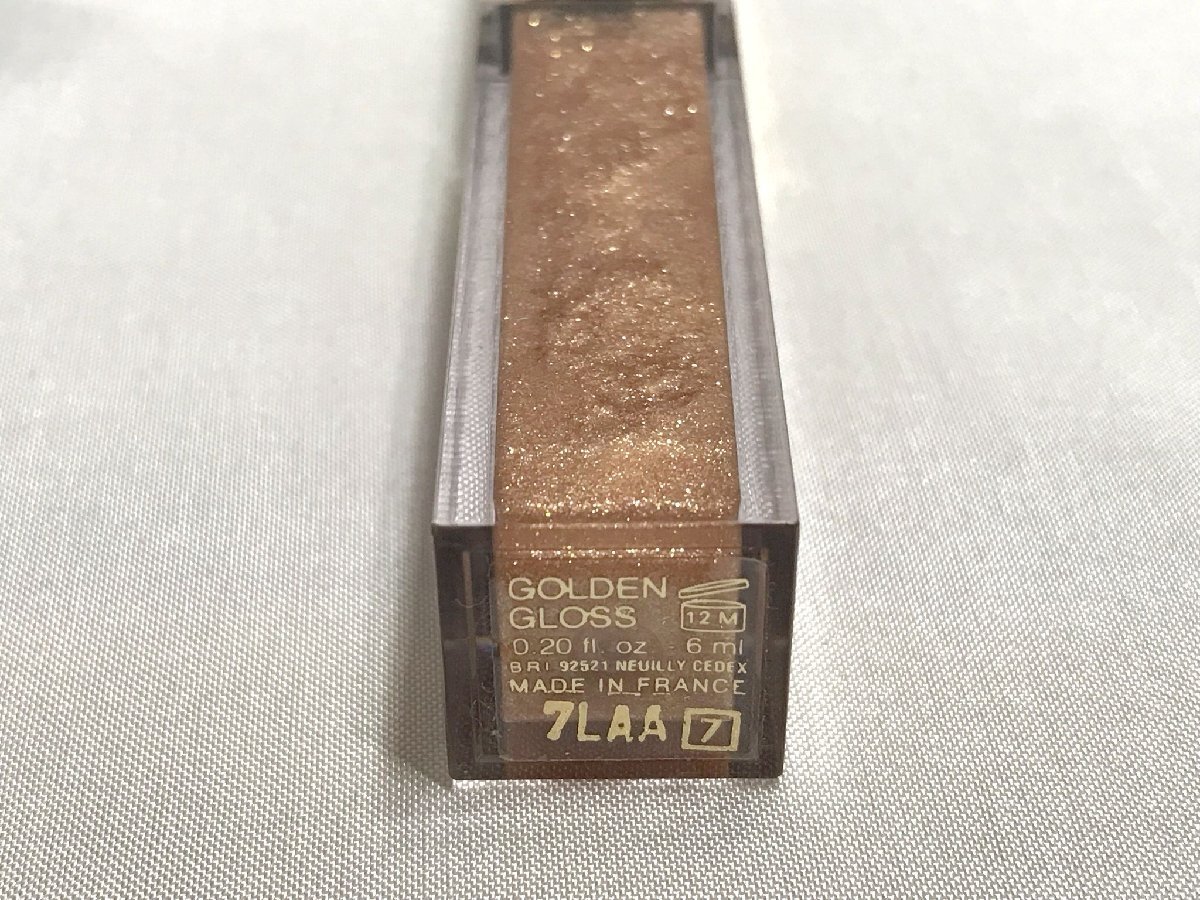 GOLDEN
GLOSS
12 M
0.20 fl. oz - 6 ml
BRI 92521 NEUILLY CEDEX
MADE IN FRANCE
7LAA 7